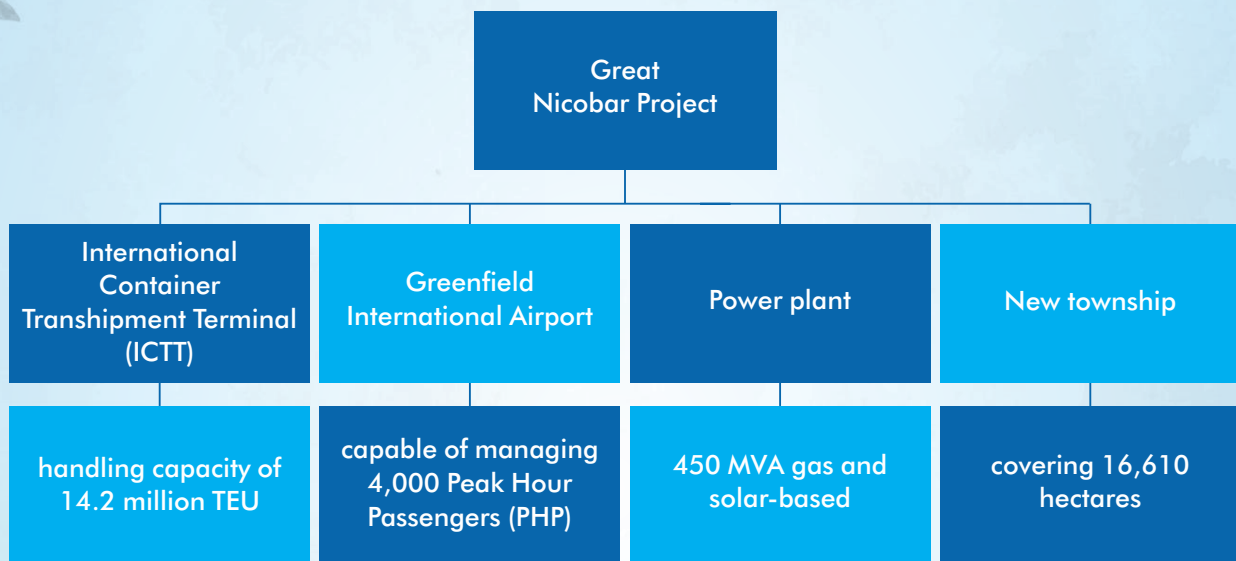 Great
Nicobar Project
International
Container
Transhipment Terminal
(ICTT)
Greenfield
International Airport
Power plant
New township
handling capacity of
14.2 million TEU
capable of managing
4,000 Peak Hour
Passengers (PHP)
450 MVA gas and
solar-based
covering 16,610
hectares